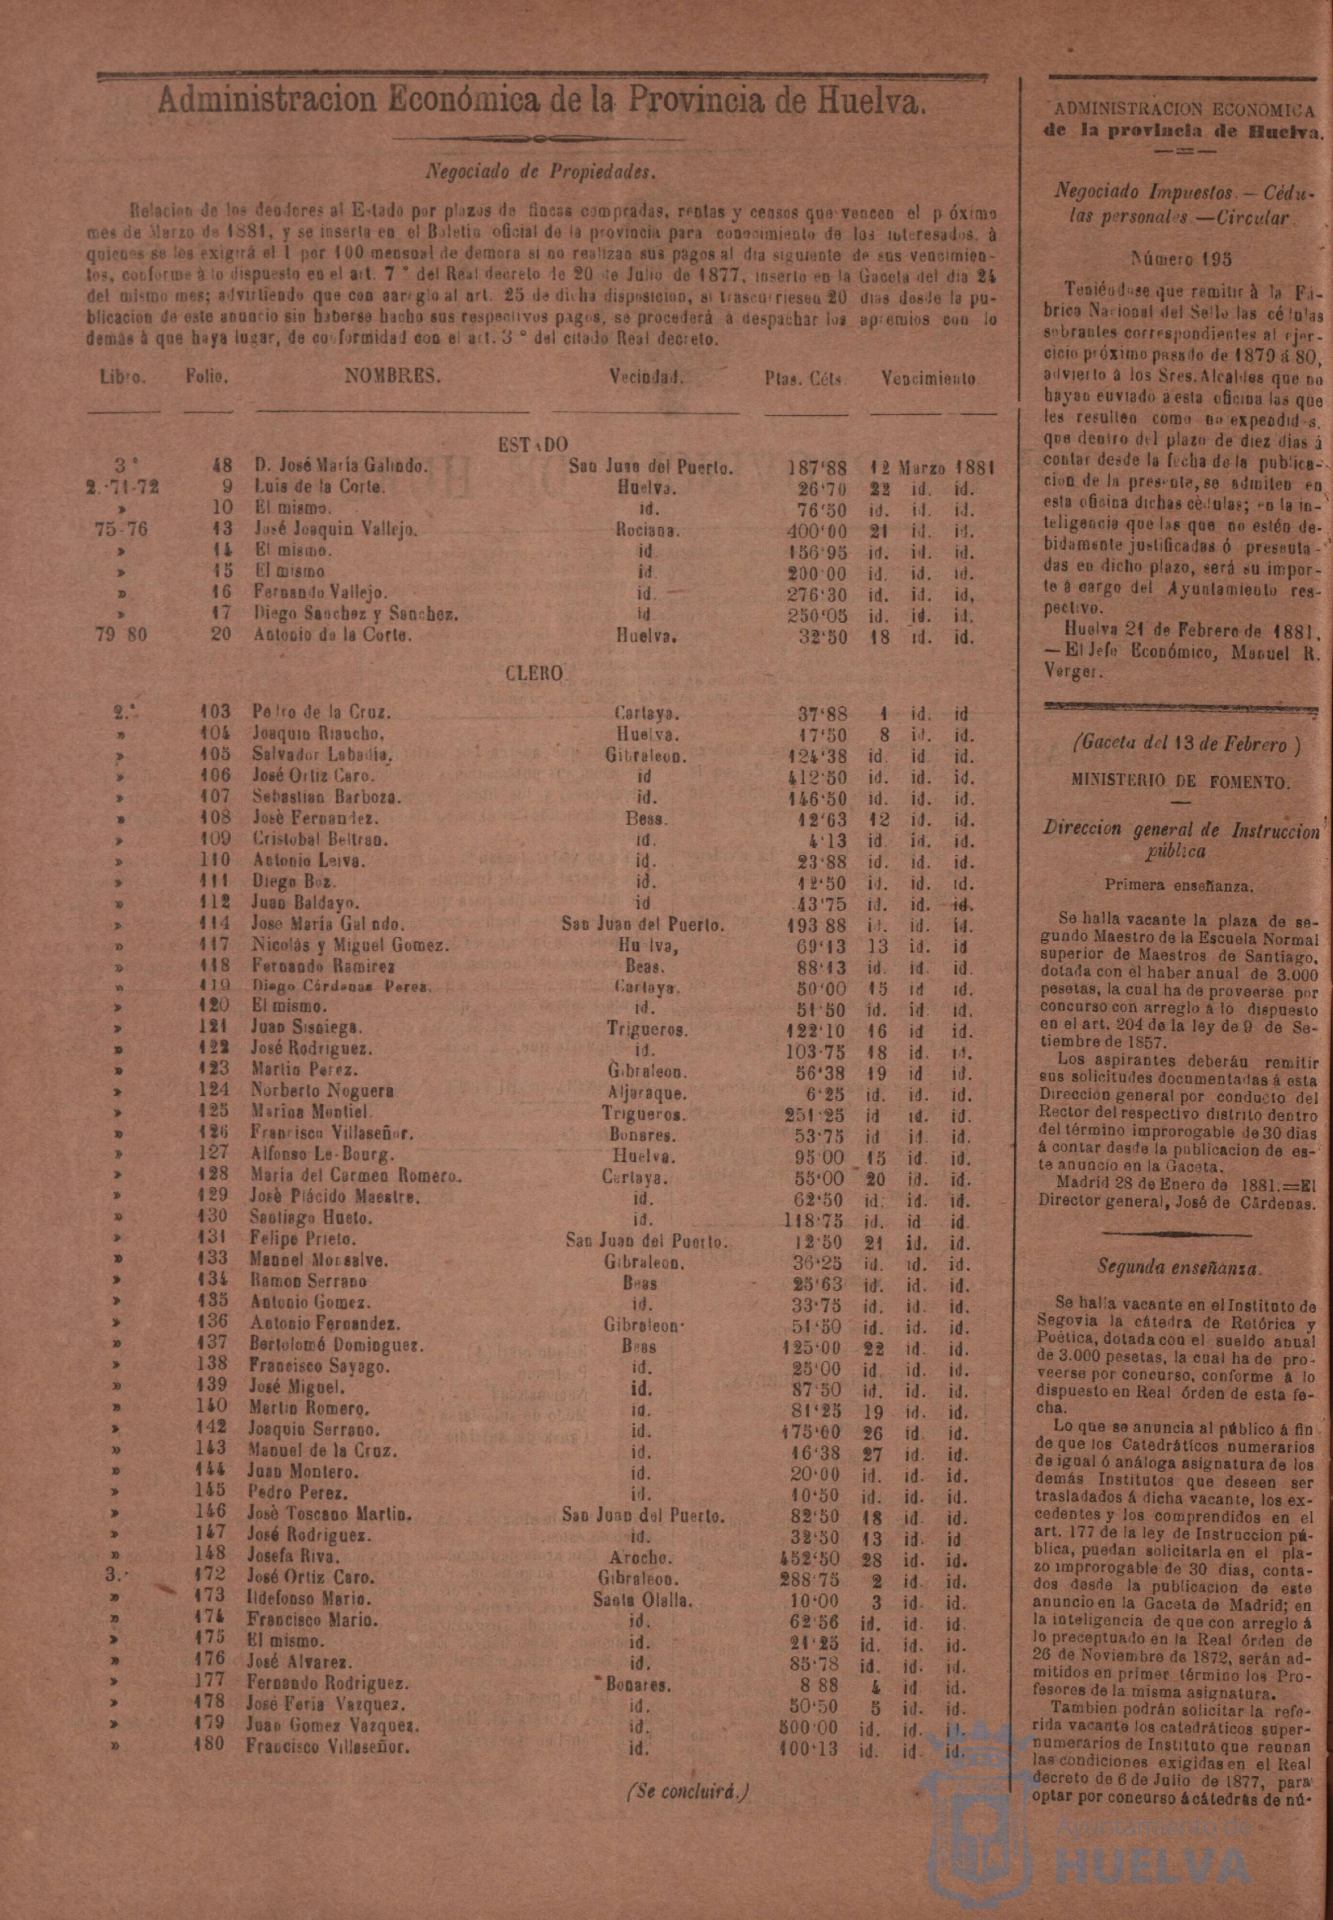 Administracion Económica de la Provincia de Huelva.
Negociado de Propiedades.
Relacion de los deudores al Estado por plazos de fincas compradas, rentas y censos que vencen el p óximo
mes de Marzo de 1881, y se inserta en el Boletin oficial de la provincia para conocimiento de los interesados, à
quienes se les exigirá el 1 por 100 mensual de demora si no realizan sus pagos al dia siguiente de sus vencimien-
tos, conforme à lo dispuesto en el art. 7.° del Real decreto de 20 de Julio de 1877, inserto en la Gaceta del dia 24
del mismo mes; advirtiendo que con aareglo al art. 25 de dicha disposicion, si trascurriesen 20 dias desde la pu-
blicacion de este anuncio sin haberse hacho sus respectivos pagos, se procederá à despachar los apremios con lo
demás à que haya lugar, de conformidad con el art. 3 ° del citado Real decreto.
Libro. Folio. NOMBRES. Vecindad. Ptas. Céts. Vencimiento.
ESTADO
3 ° 48 D. José María Galindo. San Juan del Puerto. 187'88 12 Marzo 1881
2.-71-72 9 Luis de la Corte. Huelva. 26'70 22 id. id.
» 10 El mismo. id. 76'50 id. id. id.
75-76 13 José Joaquin Vallejo. Rociana. 400'00 21 id. id.
» 14 El mismo. id. 156'95 id. id. id.
» 15 El mismo id. 200'00 id. id. id.
» 16 Fernando Vallejo. id. 276'30 id. id. id,
» 17 Diego Sanchez y Sanchez. id 250'05 id. id. id.
79 80 20 Antonio de la Corte. Huelva. 32'50 18 id. id.
CLERO
2.ª 103 Pedro de la Cruz. Cartaya. 37'88 1 id. id
» 104 Joaquin Riancho. Huelva. 17'50 8 id. id.
» 105 Salvador Labadía. Gibraleon. 124'38 id. id id.
» 106 José Ortiz Caro. id 412'50 id. id. id.
» 107 Sebastian Barboza. id. 146'50 id. id. id.
» 108 Josè Fernandez. Beas. 12'63 12 id. id.
» 109 Cristobal Beltran. id. 4'13 id id. id.
» 110 Antonio Leiva. id. 23'88 id. id. id.
» 111 Diego Boz. id. 12'50 id. id. id.
» 112 Juan Baldayo. id 43'75 id. id. id.
» 114 Jose Maria Gal ndo. San Juan del Puerto. 193 88 id. id. id.
» 117 Nicolás y Miguel Gomez. Hu lva, 69'13 13 id. id
» 118 Fernando Ramirez Beas. 88'13 id. id. id.
» 119 Diego Córdenas Perez. Cartaya. 50'00 15 id id.
» 120 El mismo. id. 51'50 id. id. id.
» 121 Juan Sisniega. Trigueros. 122'10 16 id id.
» 122 José Rodriguez. id. 103'75 18 id. id.
» 123 Martin Perez. Gibraleon. 56'38 19 id id.
» 124 Norberto Noguera Aljaraque. 6'25 id. id. id.
» 125 Marina Montiel. Trigueros. 251'25 id id. id.
» 126 Francisco Villaseñor. Bonares. 53'75 id id. id.
» 127 Alfonso Le-Bourg. Huelva. 95'00 15 id. id.
» 128 Maria del Carmen Romero. Cartaya. 55'00 20 id. id.
» 129 Josè Plácido Maestre. id. 62'50 id. id. id.
» 130 Santiago Hueto. id. 118'75 id. id id.
» 131 Felipe Prieto. San Juan del Puerto. 12'50 21 id. id.
» 133 Manuel Morsalve. Gibraleon. 36'25 id. id. id.
» 134 Ramon Serrano Beas 25'63 id. id. id.
» 135 Antonio Gomez. id. 33'75 id. id. id.
» 136 Antonio Fernandez. Gibraleon. 51'50 id. id. id.
» 137 Bertolomé Dominguez. Beas 125'00 22 id. id.
» 138 Francisco Sayago. id. 25'00 id. id. id.
» 139 José Miguel. id. 87'50 id. id. id.
» 140 Martin Romero. id. 81'25 19 id. id.
» 142 Joaquin Serrano. id. 175'00 26 id. id.
» 143 Manuel de la Cruz. id. 16'38 27 id. id.
» 144 Juan Montero. id. 20'00 id. id. id.
» 145 Pedro Perez. id. 10'50 id. id. id.
» 146 Josè Toscano Martin. San Juan del Puerto. 82'50 18 id. id.
» 147 José Rodriguez. id. 32'50 13 id. id
» 148 Josefa Riva. Aroche. 452'50 28 id. id.
3.ª 172 José Ortiz Caro. Gibraleon. 288'75 2 id. id.
» 173 Ildefonso Mario. Santa Olalla. 10'00 3 id. id.
» 174 Francisco Mario. id. 62'56 id. id. id.
» 175 El mismo. id. 21'25 id. id. id.
» 176 José Alvarez. id. 85'78 id. id. id.
» 177 Fernando Rodriguez. Bonares. 8 88 4 id id.
» 178 José Feria Vazquez. id. 50'50 5 id. id.
» 179 Juan Gomez Vazquez. id. 500'00 id. id. id.
» 180 Francisco Villaseñor. id. 100'13 id. id. id.
(Se concluirá.)
ADMINISTRACION ECONOMICA
de la provincia de Huelva.
Negociado Impuestos. — Cédu-
las personales —Circular.
Número 195
Teniéndose que remitir à la Fá-
brica Nacional del Sello las cédulas
sobrantes correspondientes al ejer-
cicio próximo pasado de 1879 á 80,
advierto à los Sres. Alcaldes que no
hayan enviado a esta oficina las que
les resulten como no expendid s,
que dentro del plazo de diez dias á
contar desde la fecha de la publica-
cion de la presente, se admiten en
esta oficina dichas cèdulas; en la in-
teligencia que las que no estén de-
bidamente justificadas ó presenta-
das en dicho plazo, será su impor-
te à cargo del Ayuntamiento res-
pectivo.
Huelva 21 de Febrero de 1881.
— El Jefe Económico, Manuel R.
Verger.
(Gaceta del 13 de Febrero )
MINISTERIO DE FOMENTO.
Direccion general de Instruccion
pública
Primera enseñanza.
Se halla vacante la plaza de se-
gundo Maestro de la Escuela Normal
superior de Maestros de Santiago,
dotada con el haber anual de 3.000
pesetas, la cual ha de proveerse por
concurso con arreglo á lo dispuesto
en el art. 204 de la ley de 9 de Se-
tiembre de 1857.
Los aspirantes deberán remitir
sus solicitudes documentadas á esta
Dirección general por conducto del
Rector del respectivo distrito dentro
del término improrogable de 30 dias
á contar desde la publicacion de es-
te anuncio en la Gaceta.
Madrid 28 de Enero de 1881.=El
Director general, José de Cárdenas.
Segunda enseñanza.
Se halla vacante en el Instituto de
Segovia la cátedra de Retórica y
Poética, dotada con el sueldo anual
de 3.000 pesetas, la cual ha de pro-
veerse por concurso, conforme á lo
dispuesto en Real órden de esta fe-
cha.
Lo que se anuncia al público á fin
de que los Catedráticos numerarios
de igual ó análoga asignatura de los
demás Institutos que deseen ser
trasladados á dicha vacante, los ex-
cedentes y los comprendidos en el
art. 177 de la ley de Instruccion pú-
blica, puedan solicitarla en el pla-
zo improrogable de 30 dias, conta-
dos desde la publicacion de este
anuncio en la Gaceta de Madrid; en
la inteligencia de que con arreglo á
lo preceptuado en la Real órden de
26 de Noviembre de 1872, serán ad-
mitidos en primer término los Pro-
fesores de la misma asignatura.
Tambien podrán solicitar la refe-
rida vacante los catedráticos super-
numerarios de Instituto que reunan
las condiciones exigidas en el Real
decreto de 6 de Julio de 1877, para
optar por concurso á cátedras de nú-
Ayuntamiento de
HUELVA